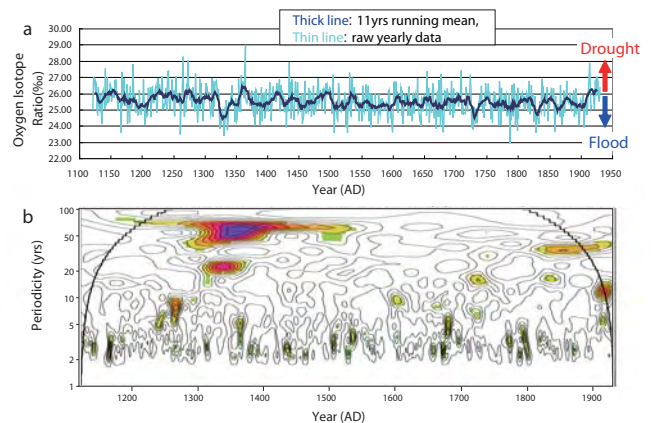 Thick line: 11yrs running mean,
Thin line: raw yearly data
a
30.00
29.00
28.00
27.00
26.00
25.00
24.00
23.00
22.00
Oxygen Isotope
Ratio(‰)
Drought
Flood
1100 1150 1200 1250 1300 1350 1400 1450 1500 1550 1600 1650 1700 1750 1800 1850 1900 1950
Year (AD)
b
100
50
20
10
5
2
1
Periodicity (yrs)
1200 1300 1400 1500 1600 1700 1800 1900
Year (AD)